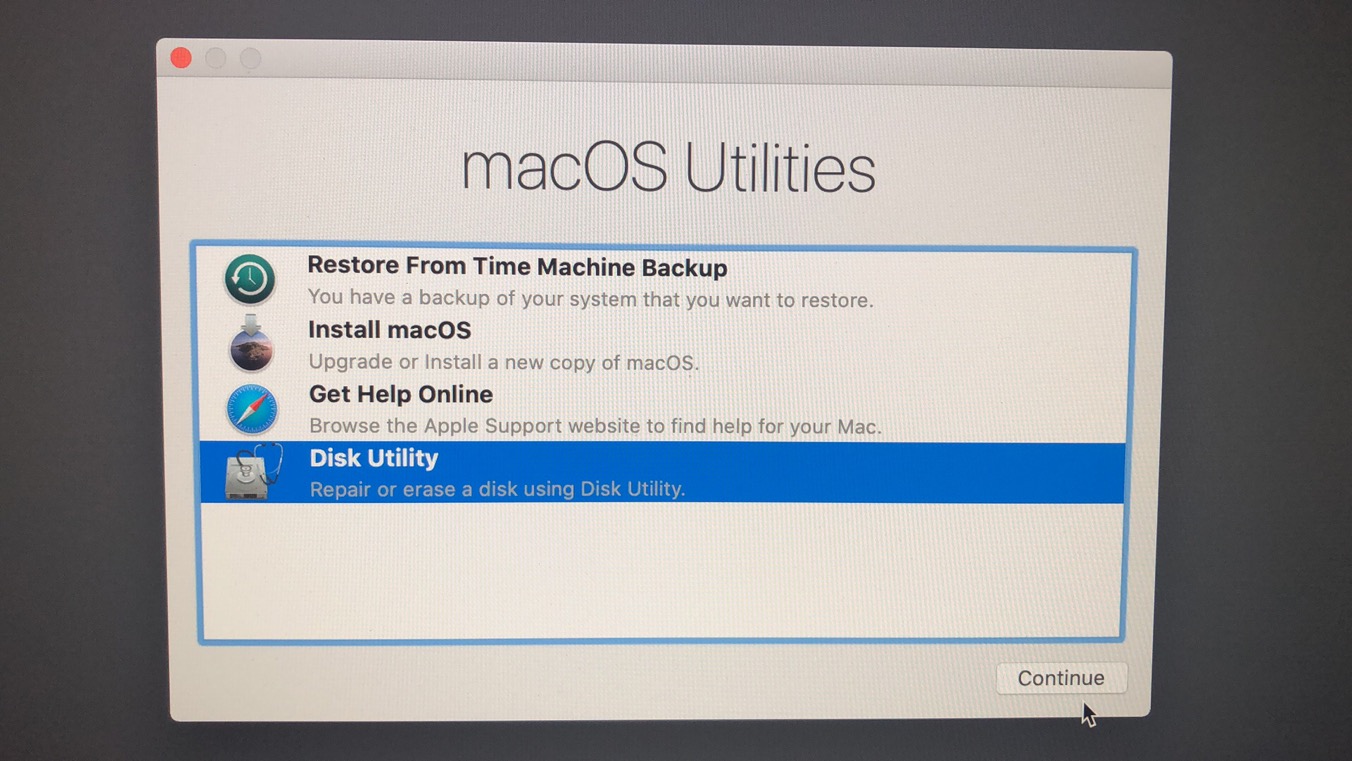 macOS Utilities
Restore From Time Machine Backup
You have a backup of your system that you want to restore.
Install macOS
Upgrade or Install a new copy of macOS.
Get Help Online
Browse the Apple Support website to find help for your Mac.
Disk Utility
Repair or erase a disk using Disk Utility.
Continue